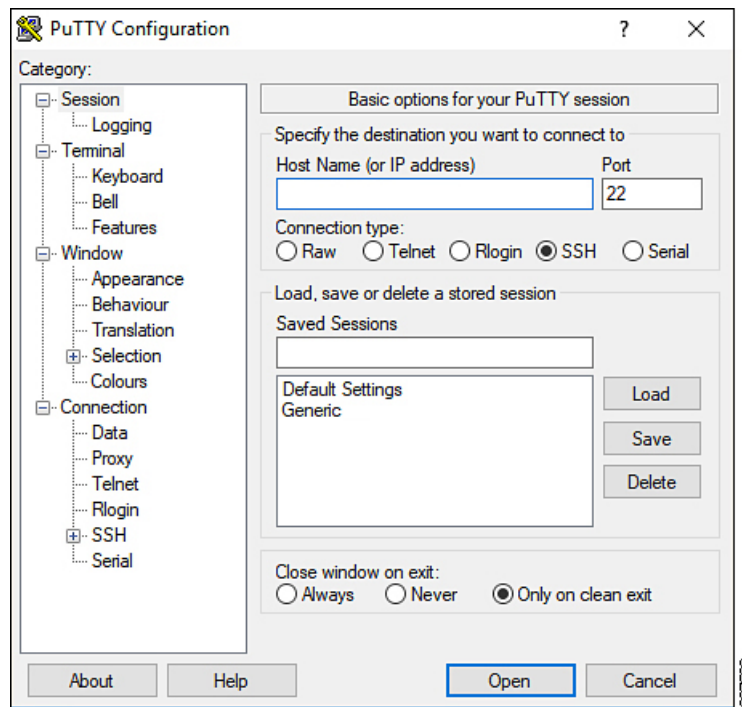 PuTTY Configuration
? ×
Category:
Session
Logging
Terminal
Keyboard
Bell
Features
Window
Appearance
Behaviour
Translation
Selection
Colours
Connection
Data
Proxy
Telnet
Rlogin
SSH
Serial
Basic options for your PuTTY session
Specify the destination you want to connect to
Host Name (or IP address) Port
22
Connection type:
Raw Telnet Rlogin SSH Serial
Load, save or delete a stored session
Saved Sessions
Default Settings
Generic
Load
Save
Delete
Close window on exit:
Always Never Only on clean exit
About Help Open Cancel